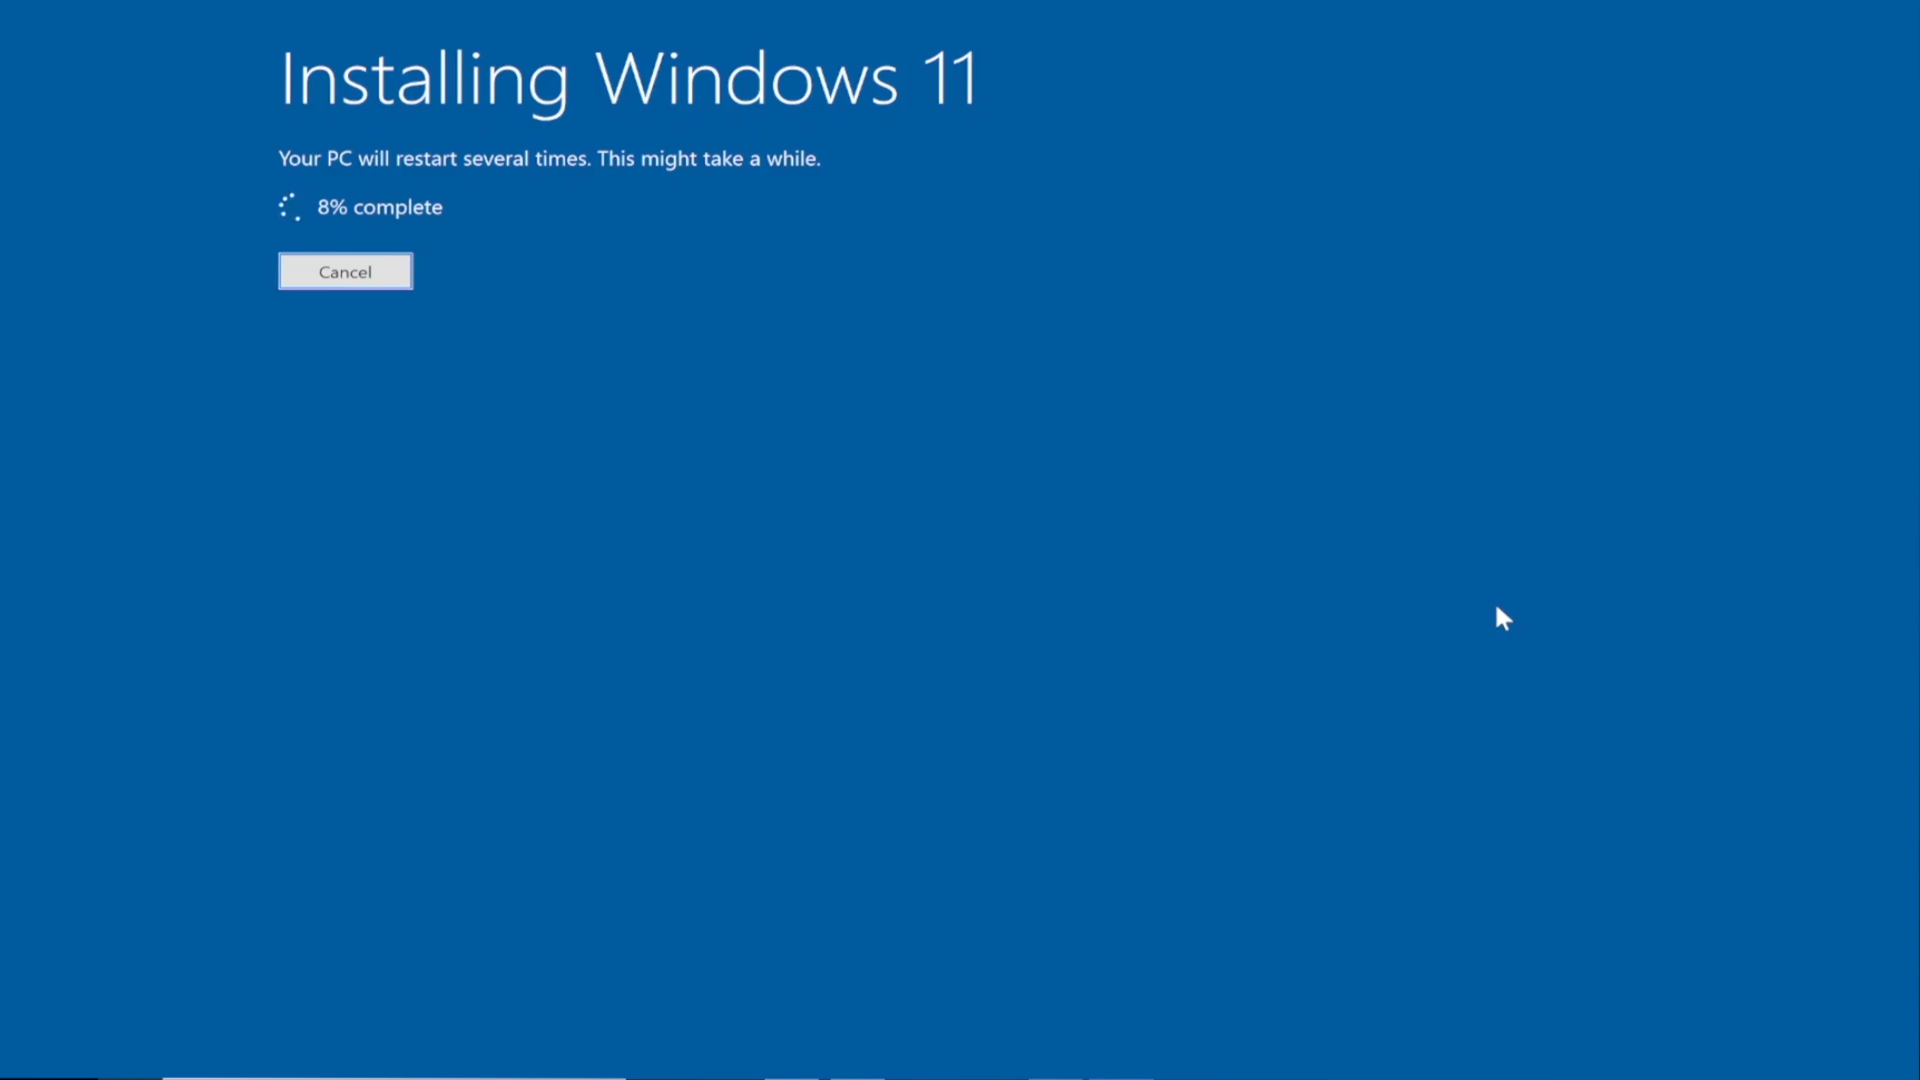 Installing Windows 11
Your PC will restart several times. This might take a while.
8% complete
Cancel